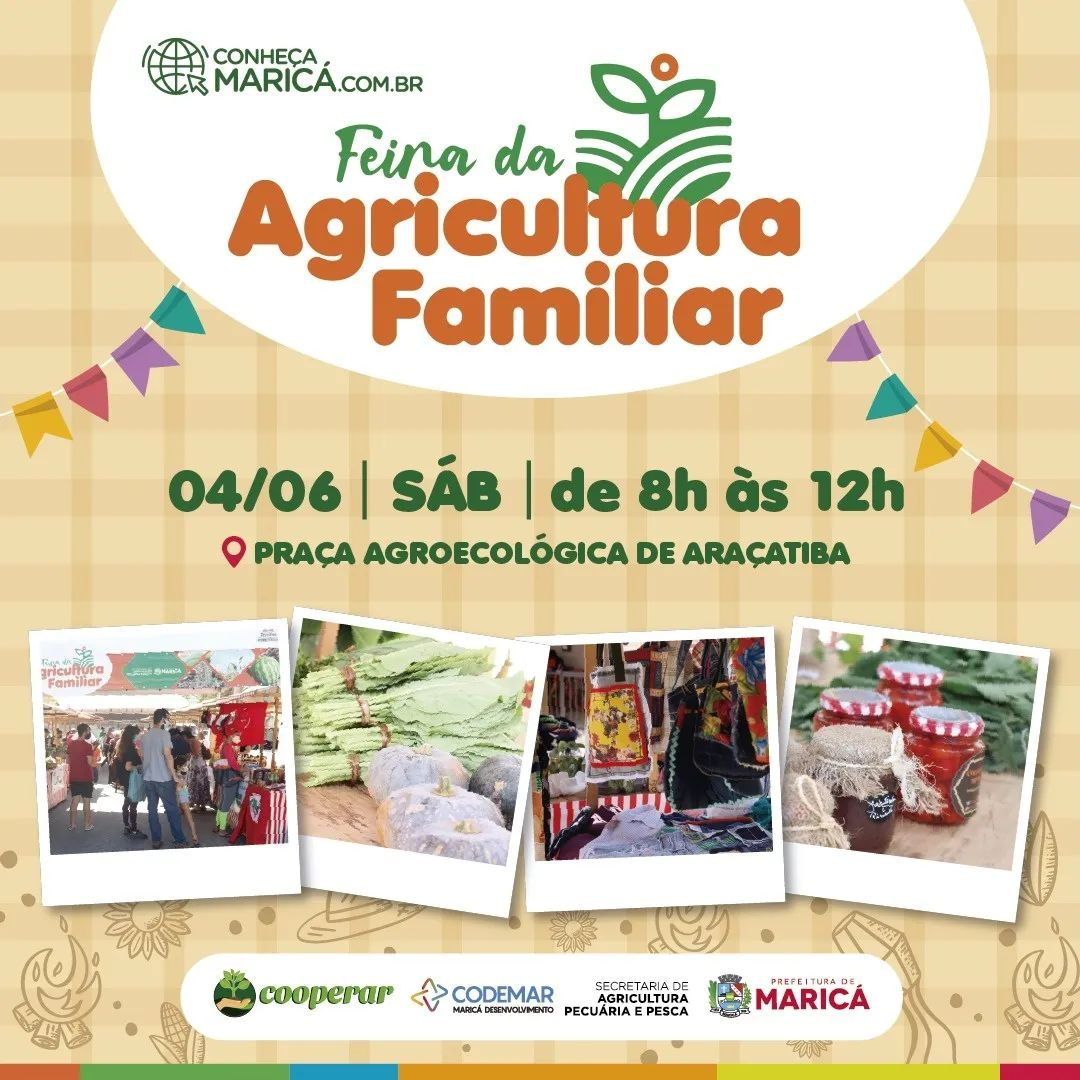 CONHEÇA
MARICÁ.COM.BR
Feira da
Agricultura
Familiar
04/06 | SÁB | de 8h às 12h
PRAÇA AGROECOLÓGICA DE ARAÇATIBA
Feira da
gricultura
Familiar
MARICÁ
cooperar
CODEMAR
MARICÁ DESENVOLVIMENTO
SECRETARIA DE
AGRICULTURA
PECUÁRIA E PESCA
PREFEITURA DE
MARICÁ